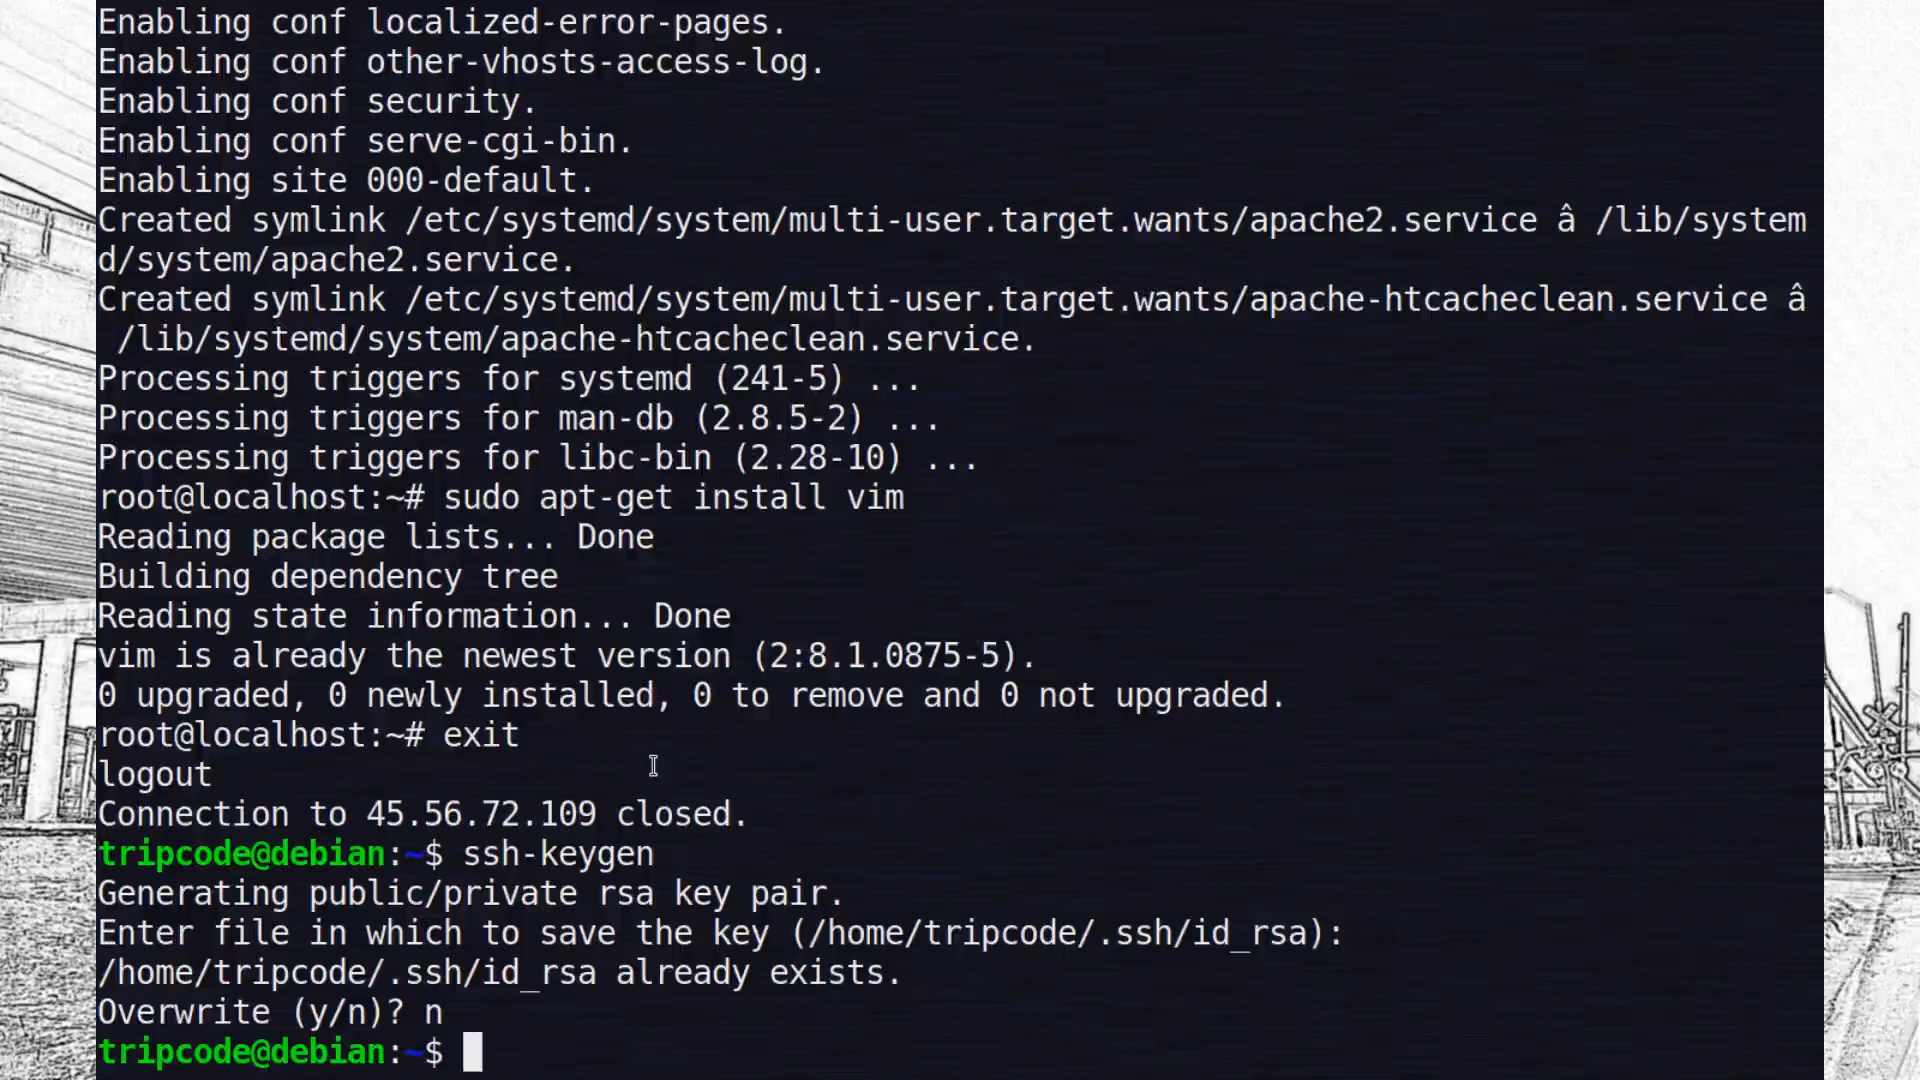 Enabling conf localized-error-pages.
Enabling conf other-vhosts-access-log.
Enabling conf security.
Enabling conf serve-cgi-bin.
Enabling site 000-default.
Created symlink /etc/systemd/system/multi-user.target.wants/apache2.service â /lib/system
d/system/apache2.service.
Created symlink /etc/systemd/system/multi-user.target.wants/apache-htcacheclean.service â
 /lib/systemd/system/apache-htcacheclean.service.
Processing triggers for systemd (241-5) ...
Processing triggers for man-db (2.8.5-2) ...
Processing triggers for libc-bin (2.28-10) ...
root@localhost:~# sudo apt-get install vim
Reading package lists... Done
Building dependency tree
Reading state information... Done
vim is already the newest version (2:8.1.0875-5).
0 upgraded, 0 newly installed, 0 to remove and 0 not upgraded.
root@localhost:~# exit
logout
Connection to 45.56.72.109 closed.
tripcode@debian:~$ ssh-keygen
Generating public/private rsa key pair.
Enter file in which to save the key (/home/tripcode/.ssh/id_rsa):
/home/tripcode/.ssh/id_rsa already exists.
Overwrite (y/n)? n
tripcode@debian:~$